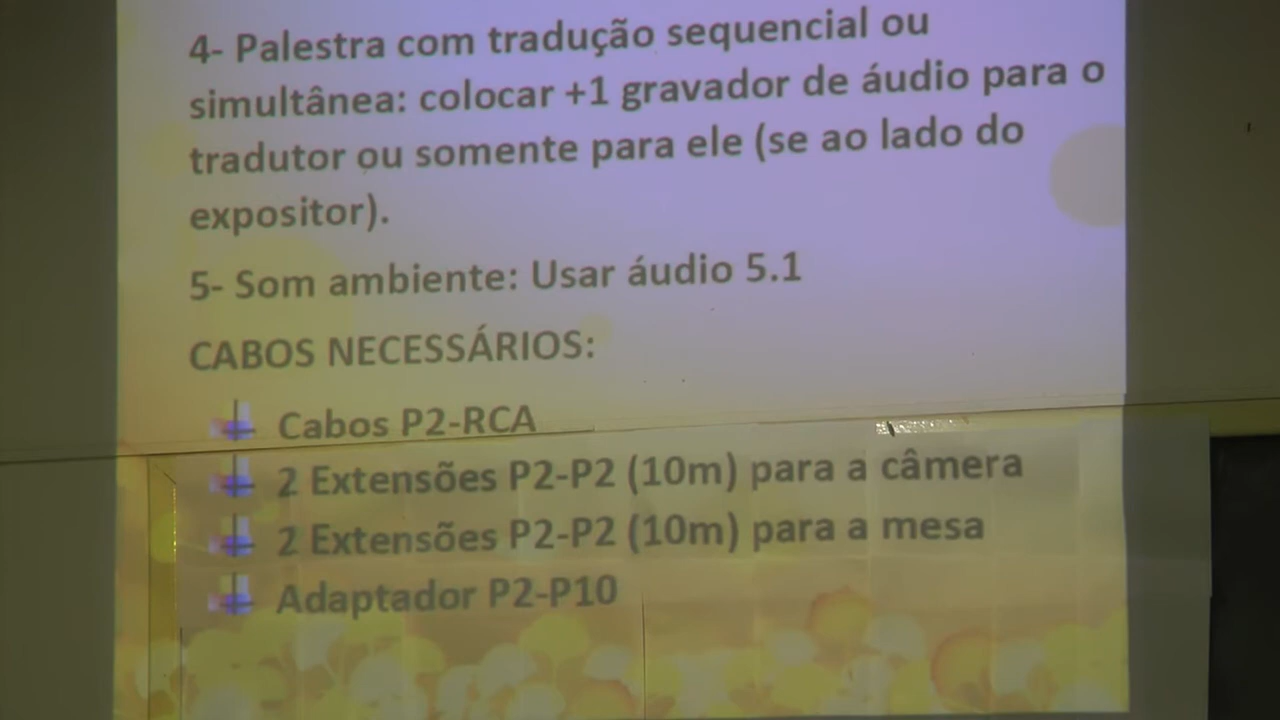 4- Palestra com tradução sequencial ou
simultânea: colocar +1 gravador de áudio para o
tradutor ou somente para ele (se ao lado do
expositor).
5- Som ambiente: Usar áudio 5.1
CABOS NECESSÁRIOS:
Cabos P2-RCA
2 Extensões P2-P2 (10m) para a câmera
2 Extensões P2-P2 (10m) para a mesa
Adaptador P2-P10